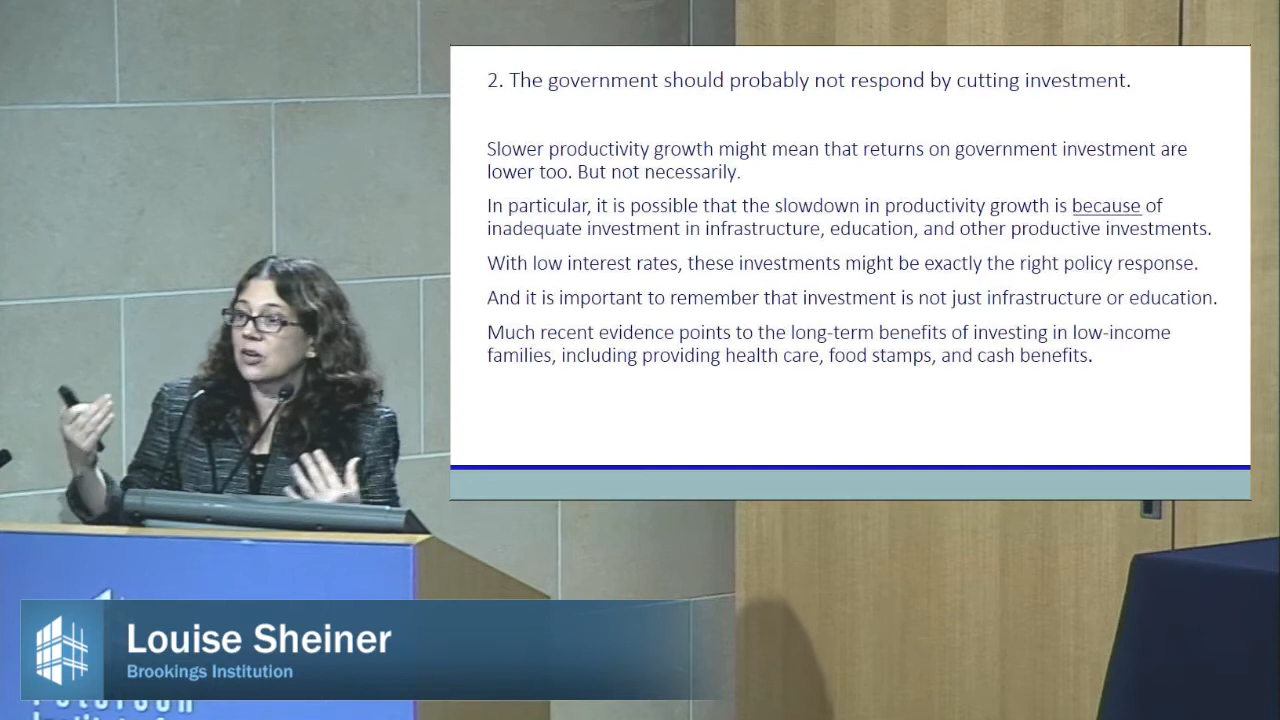 2. The government should probably not respond by cutting investment.
Slower productivity growth might mean that returns on government investment are
lower too. But not necessarily.
In particular, it is possible that the slowdown in productivity growth is because of
inadequate investment in infrastructure, education, and other productive investments.
With low interest rates, these investments might be exactly the right policy response.
And it is important to remember that investment is not just infrastructure or education.
Much recent evidence points to the long-term benefits of investing in low-income
families, including providing health care, food stamps, and cash benefits.
Louise Sheiner
Brookings Institution